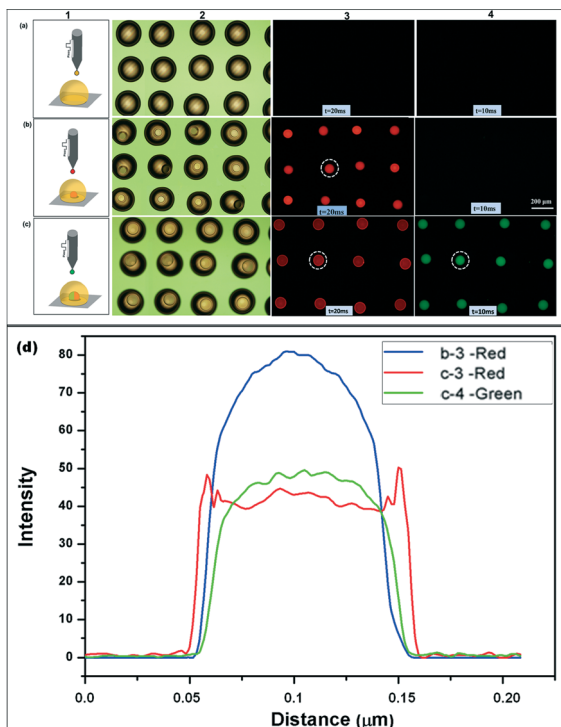 1 2 3 4
(a)
t=20ms t=10ms
(b)
200 µm
t=20ms t=10ms
(c)
t=20ms t=10ms
(d)
80
70
60
50
40
30
20
10
0
Intensity
b-3 -Red
c-3 -Red
c-4 -Green
0.0 0.05 0.1 0.15 0.20
Distance (µm)